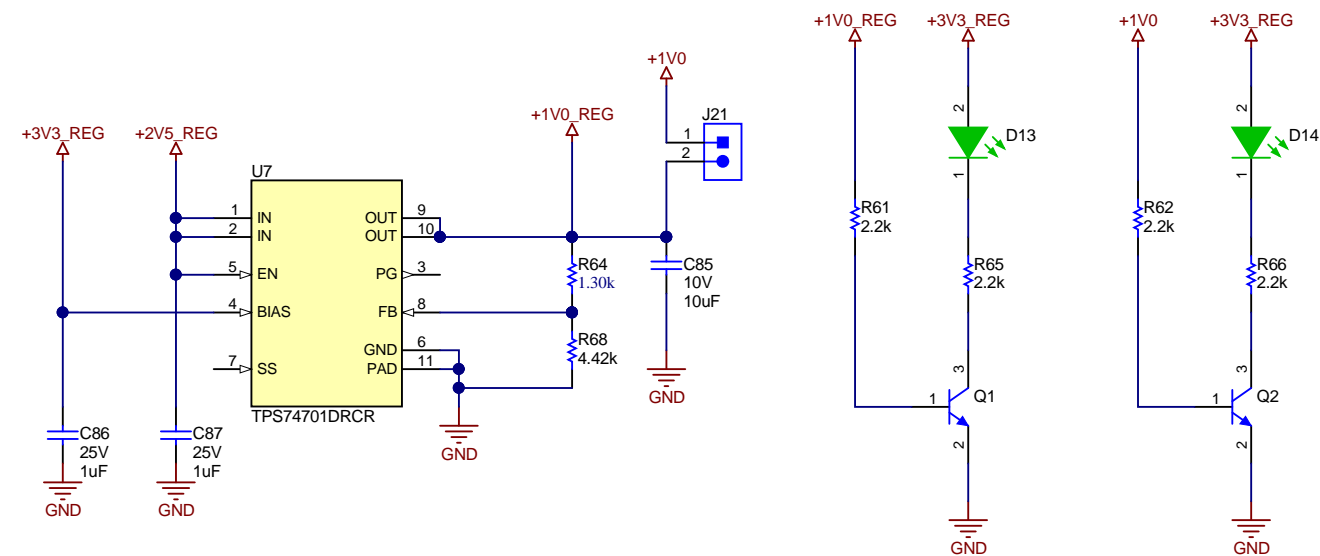 +1V0_REG
+3V3_REG
+1V0
+3V3_REG
+1V0
+3V3_REG
+2V5_REG
+1V0_REG
J21
1
2
U7
1
IN
2
IN
5
EN
4
BIAS
7
SS
OUT
9
OUT
10
PG
3
FB
8
GND
6
PAD
11
TPS74701DRCR
R64
1.30k
R68
4.42k
C85
10V
10uF
GND
GND
C86
25V
1uF
GND
C87
25V
1uF
GND
2
D13
1
R61
2.2k
R65
2.2k
3
1
Q1
2
GND
2
D14
1
R62
2.2k
R66
2.2k
3
1
Q2
2
GND